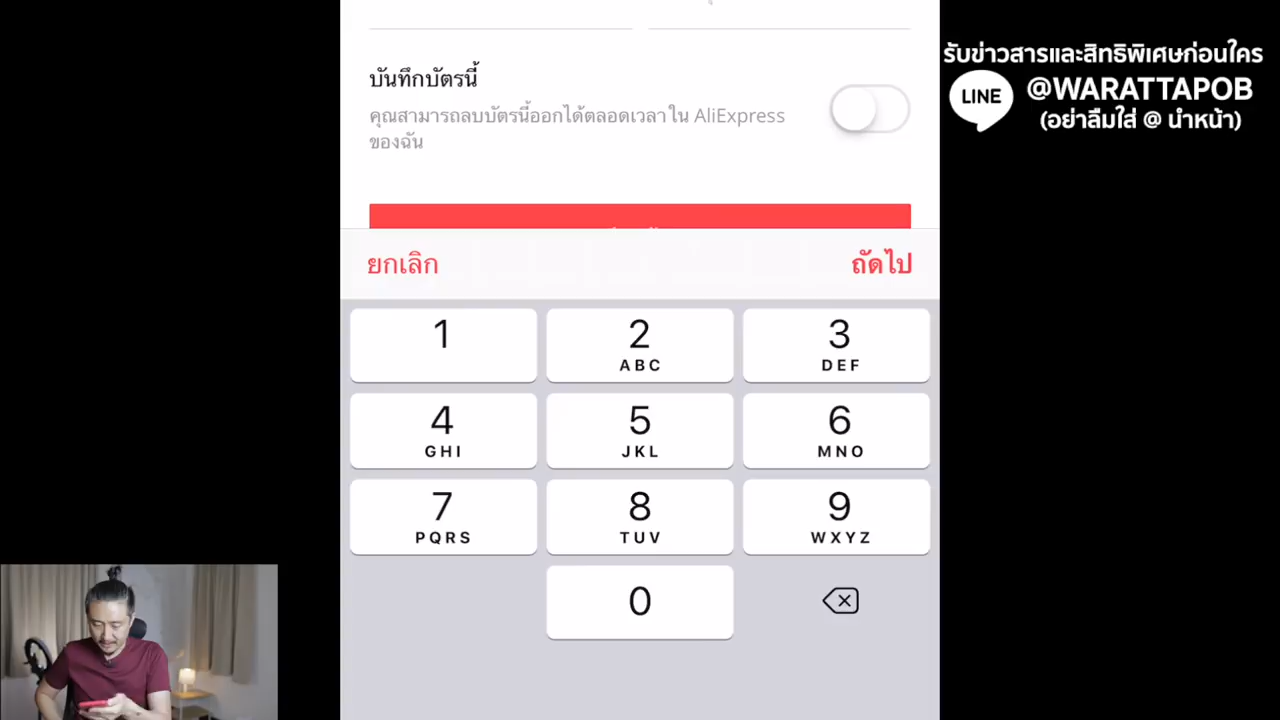 รับข่าวสารและสิทธิพิเศษก่อนใคร
LINE
@WARATTAPOB
(อย่าลืมใส่ @ นำหน้า)
บันทึกบัตรนี้
คุณสามารถลบบัตรนี้ออกได้ตลอดเวลาใน AliExpress
ของฉัน
ยกเลิก
ถัดไป
1
2
3
ABC
DEF
4
5
6
GHI
JKL
MNO
7
8
9
PQRS
TUV
WXYZ
0